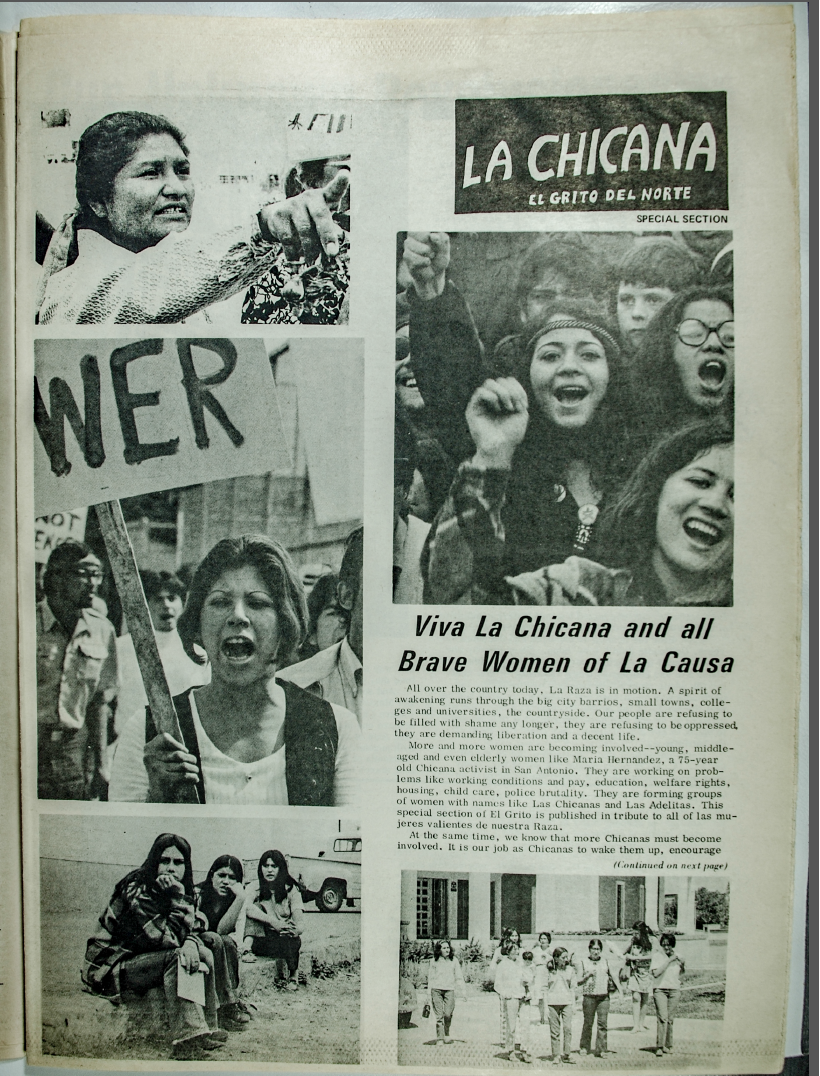 LA CHICANA
EL GRITO DEL NORTE
SPECIAL SECTION
WER
NOT
Viva La Chicana and all
Brave Women of La Causa
All over the country today, La Raza is in motion. A spirit of
awakening runs through the big city barrios, small towns, colle-
ges and universities, the countryside. Our people are refusing to
be filled with shame any longer, they are refusing to be oppressed,
they are demanding liberation and a decent life.
More and more women are becoming involved--young, middle-
aged and even elderly women like Maria Hernandez, a 75-year
old Chicana activist in San Antonio. They are working on prob-
lems like working conditions and pay, education, welfare rights,
housing, child care, police brutality. They are forming groups
of women with names like Las Chicanas and Las Adelitas. This
special section of El Grito is published in tribute to all of las mu-
jeres valientes de nuestra Raza.
At the same time, we know that more Chicanas must become
involved. It is our job as Chicanas to wake them up, encourage
(Continued on next page)